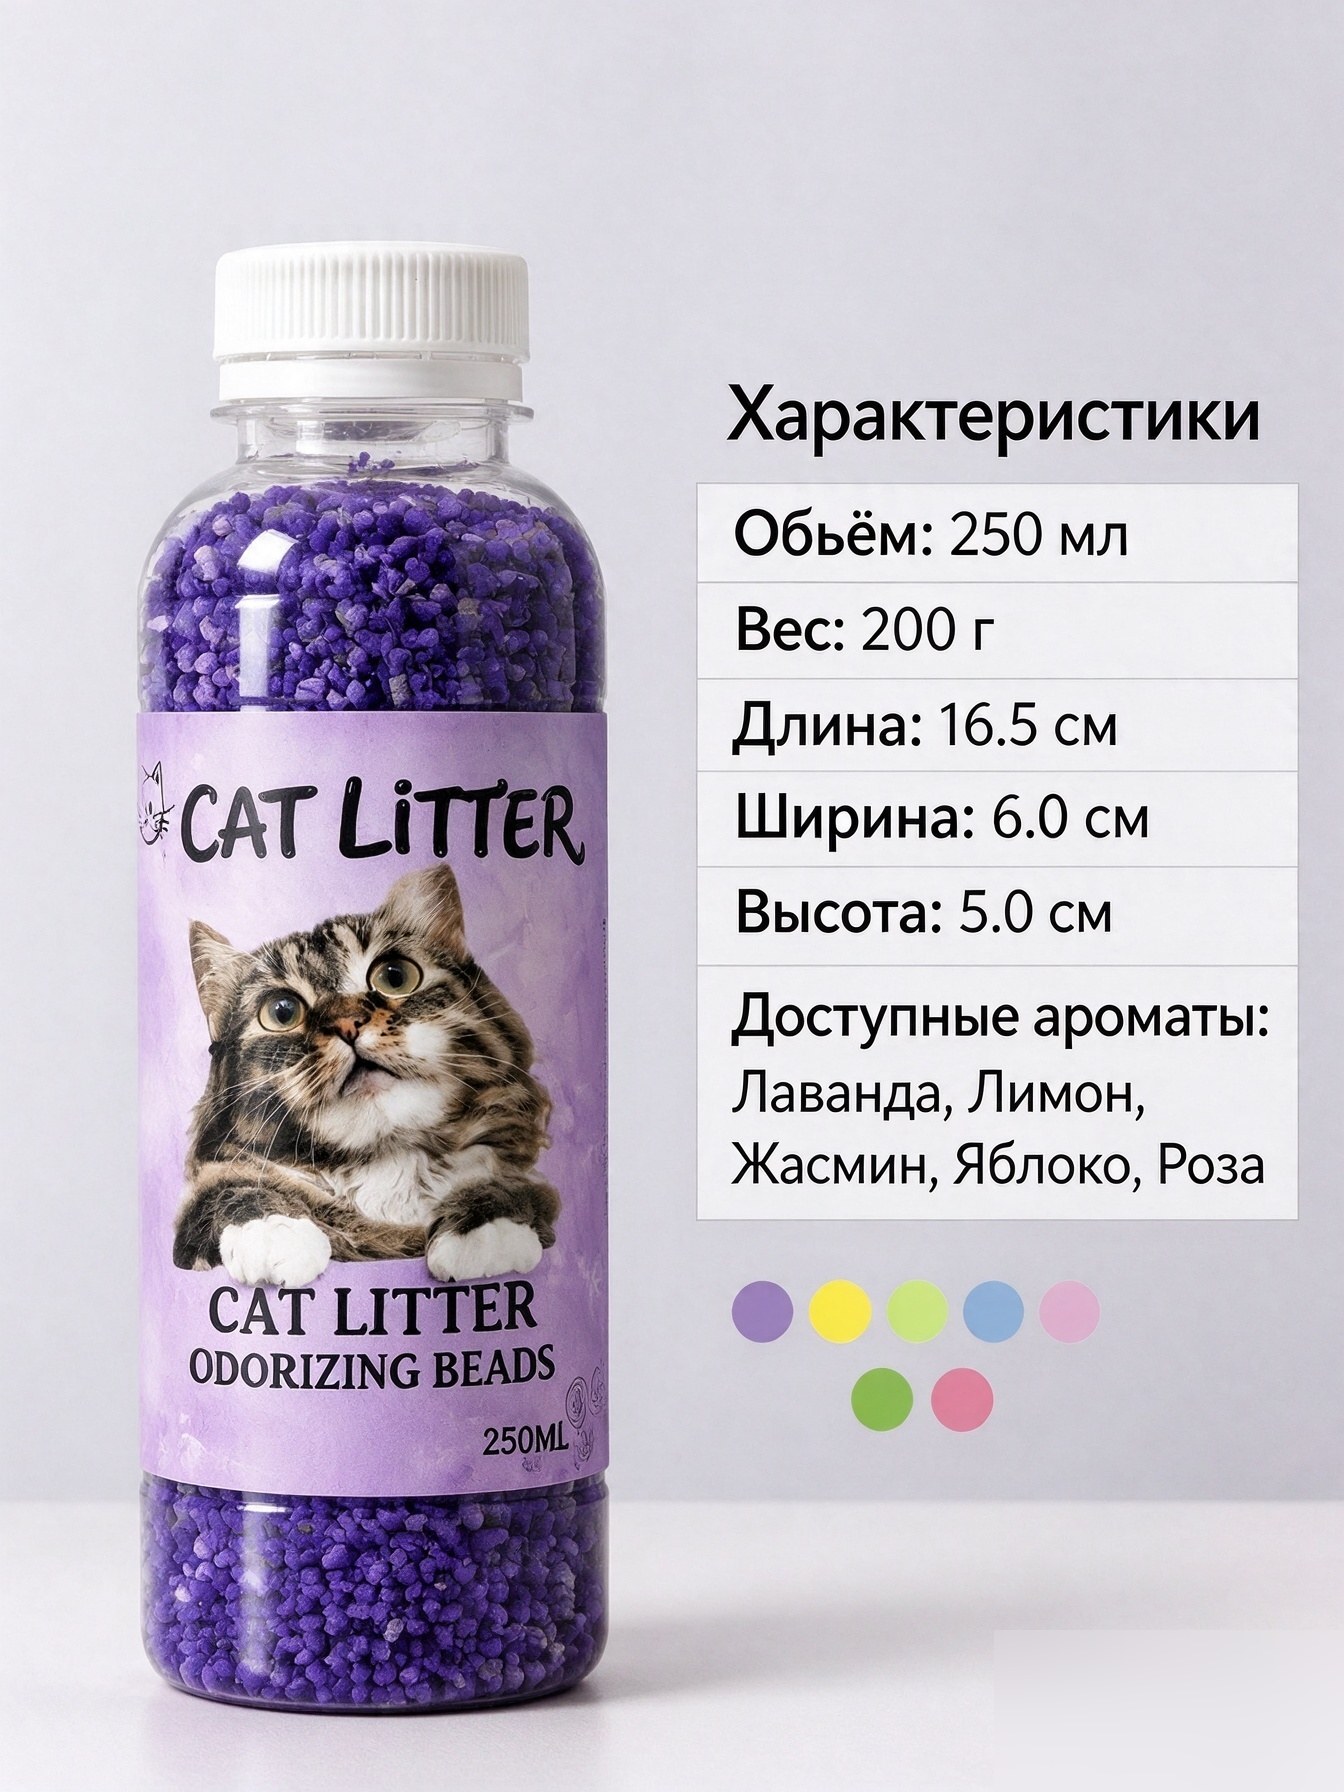 CAT LiTTER
CAT LITTER
ODORIZING BEADS
250ML
Характеристики
Обьём: 250 мл
Вес: 200 г
Длина: 16.5 см
Ширина: 6.0 см
Высота: 5.0 см
Доступные ароматы:
Лаванда, Лимон,
Жасмин, Яблоко, Роза